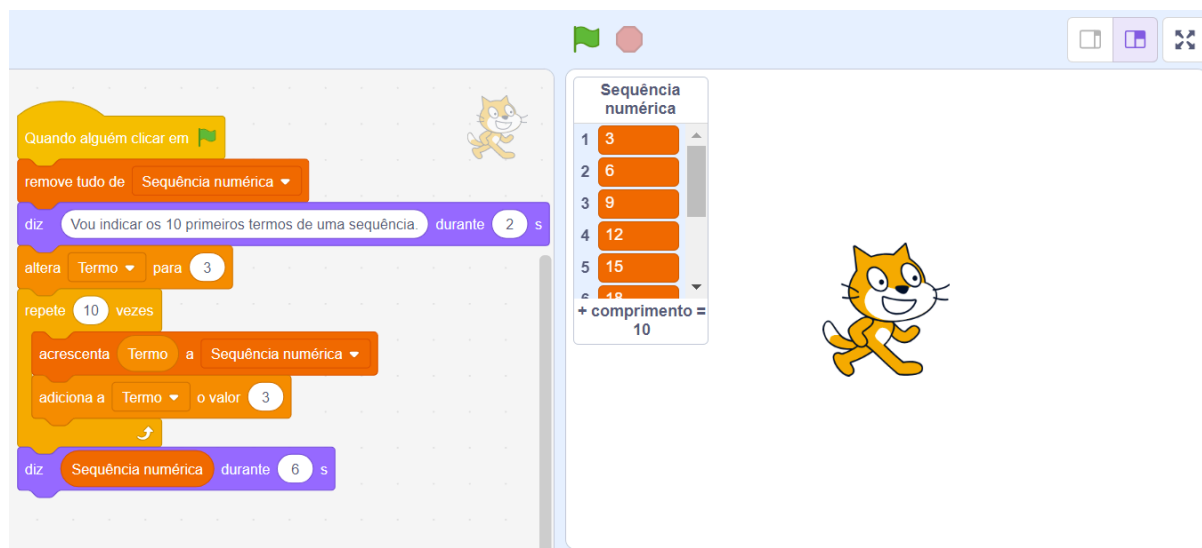 Quando alguém clicar em
remove tudo de Sequência numérica
diz Vou indicar os 10 primeiros termos de uma sequência. durante 2 s
altera Termo para 3
repete 10 vezes
acrescenta Termo a Sequência numérica
adiciona a Termo o valor 3
diz Sequência numérica durante 6 s
Sequência
numérica
1 3
2 6
3 9
4 12
5 15
6 18
+ comprimento =
10